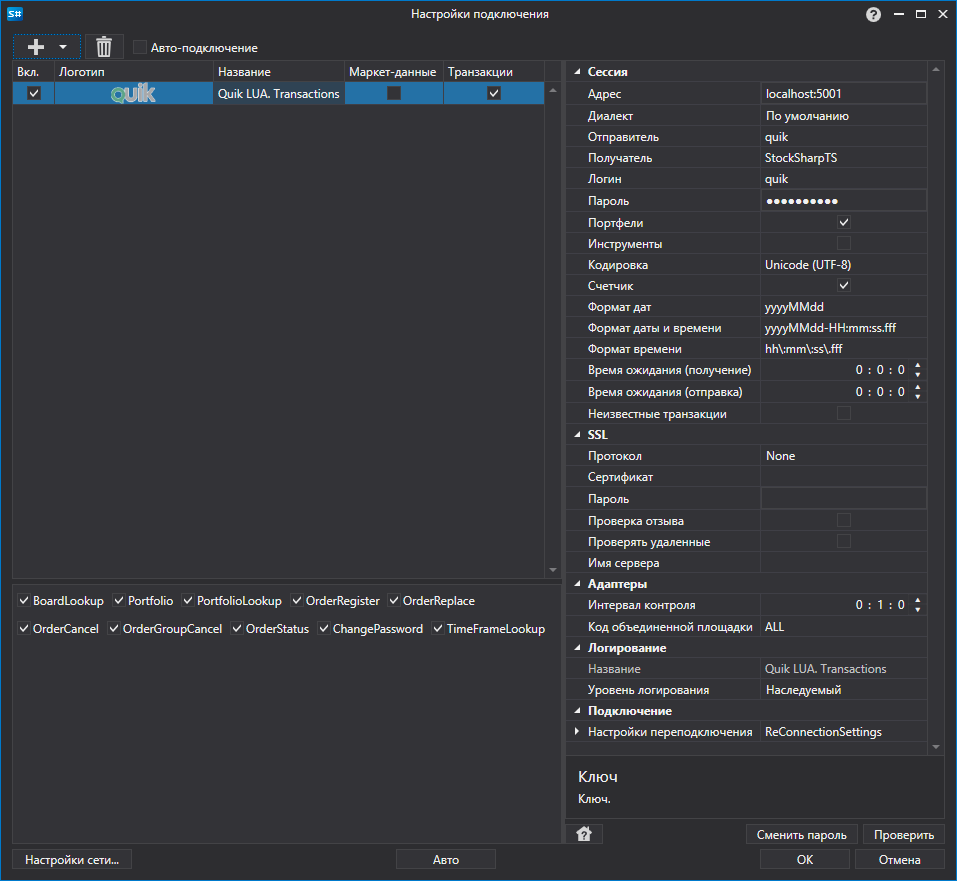 S#
Настройки подключения
?
Авто-подключение
Вкл.
Логотип
Название
Маркет-данные
Транзакции
quik
Quik LUA. Transactions
BoardLookup
Portfolio
PortfolioLookup
OrderRegister
OrderReplace
OrderCancel
OrderGroupCancel
OrderStatus
ChangePassword
TimeFrameLookup
Сессия
Адрес localhost:5001
Диалект По умолчанию
Отправитель quik
Получатель StockSharpTS
Логин quik
Пароль ●●●●●●●●●●
Портфели
Инструменты
Кодировка Unicode (UTF-8)
Счетчик
Формат дат yyyyMMdd
Формат даты и времени yyyyMMdd-HH:mm:ss.fff
Формат времени hh\:mm\:ss\.fff
Время ожидания (получение) 0 : 0 : 0
Время ожидания (отправка) 0 : 0 : 0
Неизвестные транзакции
SSL
Протокол None
Сертификат
Пароль
Проверка отзыва
Проверять удаленные
Имя сервера
Адаптеры
Интервал контроля 0 : 1 : 0
Код объединенной площадки ALL
Логирование
Название Quik LUA. Transactions
Уровень логирования Наследуемый
Подключение
Настройки переподключения ReConnectionSettings
Ключ
Ключ.
?
Сменить пароль
Проверить
Настройки сети...
Авто
OK
Отмена